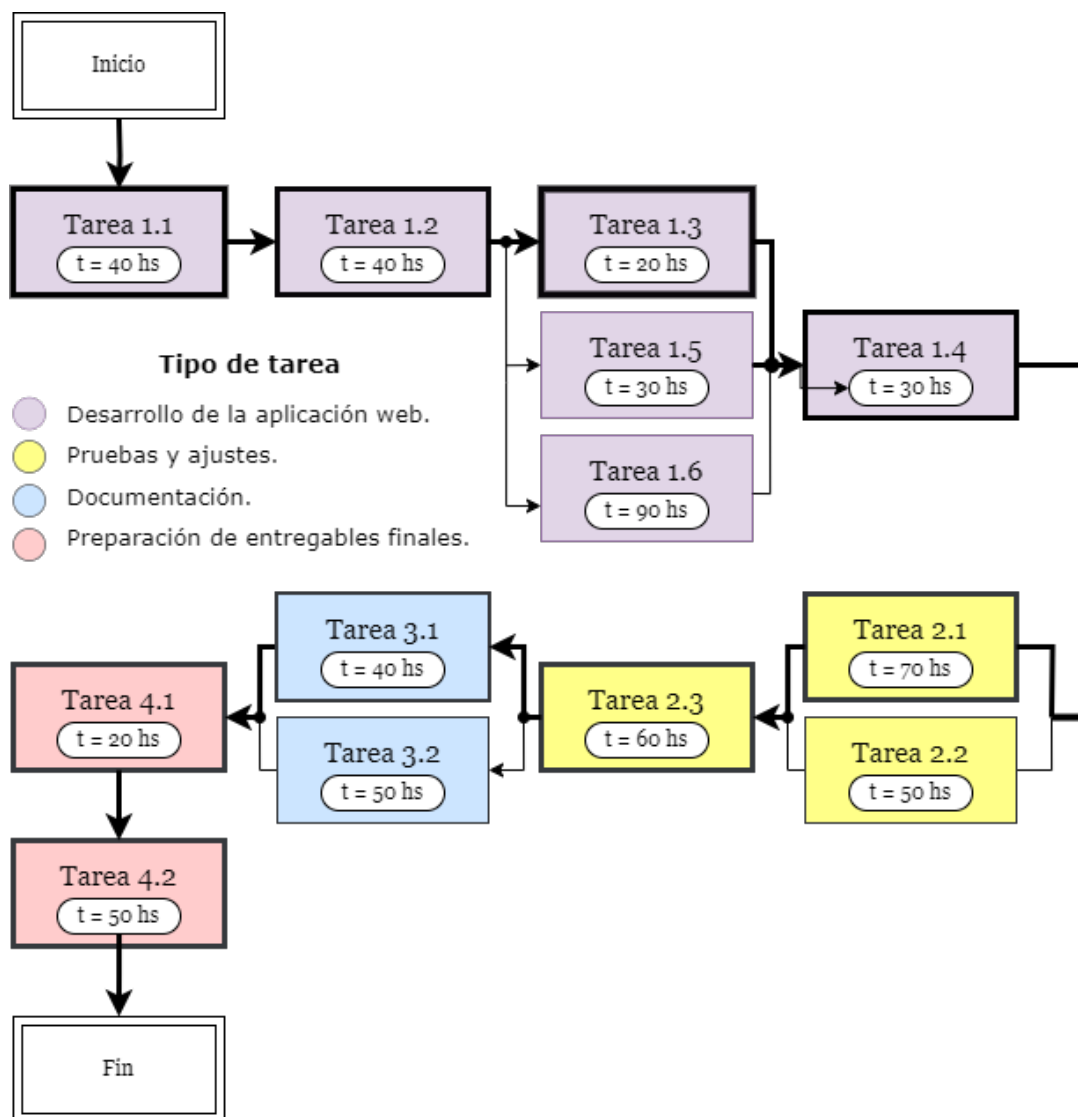 Inicio
Tarea 1.1
t = 40 hs
Tarea 1.2
t = 40 hs
Tarea 1.3
t = 20 hs
Tarea 1.5
t = 30 hs
Tarea 1.4
t = 30 hs
Tarea 1.6
t = 90 hs
Tipo de tarea
Desarrollo de la aplicación web.
Pruebas y ajustes.
Documentación.
Preparación de entregables finales.
Tarea 2.1
t = 70 hs
Tarea 2.2
t = 50 hs
Tarea 2.3
t = 60 hs
Tarea 3.1
t = 40 hs
Tarea 3.2
t = 50 hs
Tarea 4.1
t = 20 hs
Tarea 4.2
t = 50 hs
Fin